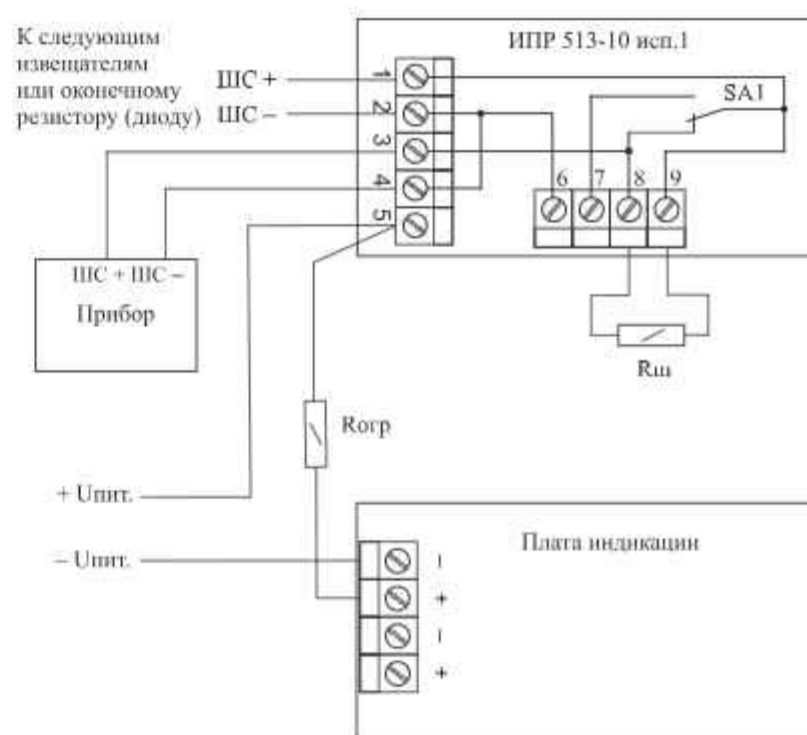 К следующим
извещателям
или оконечному
резистору (диоду)
ШС +
ШС –
ИПР 513-10 исп.1
1
2
3
4
5
SA1
6 7 8 9
ШС + ШС –
Прибор
Rш
Rогр
+ Uпит.
– Uпит.
Плата индикации
–
+
–
+